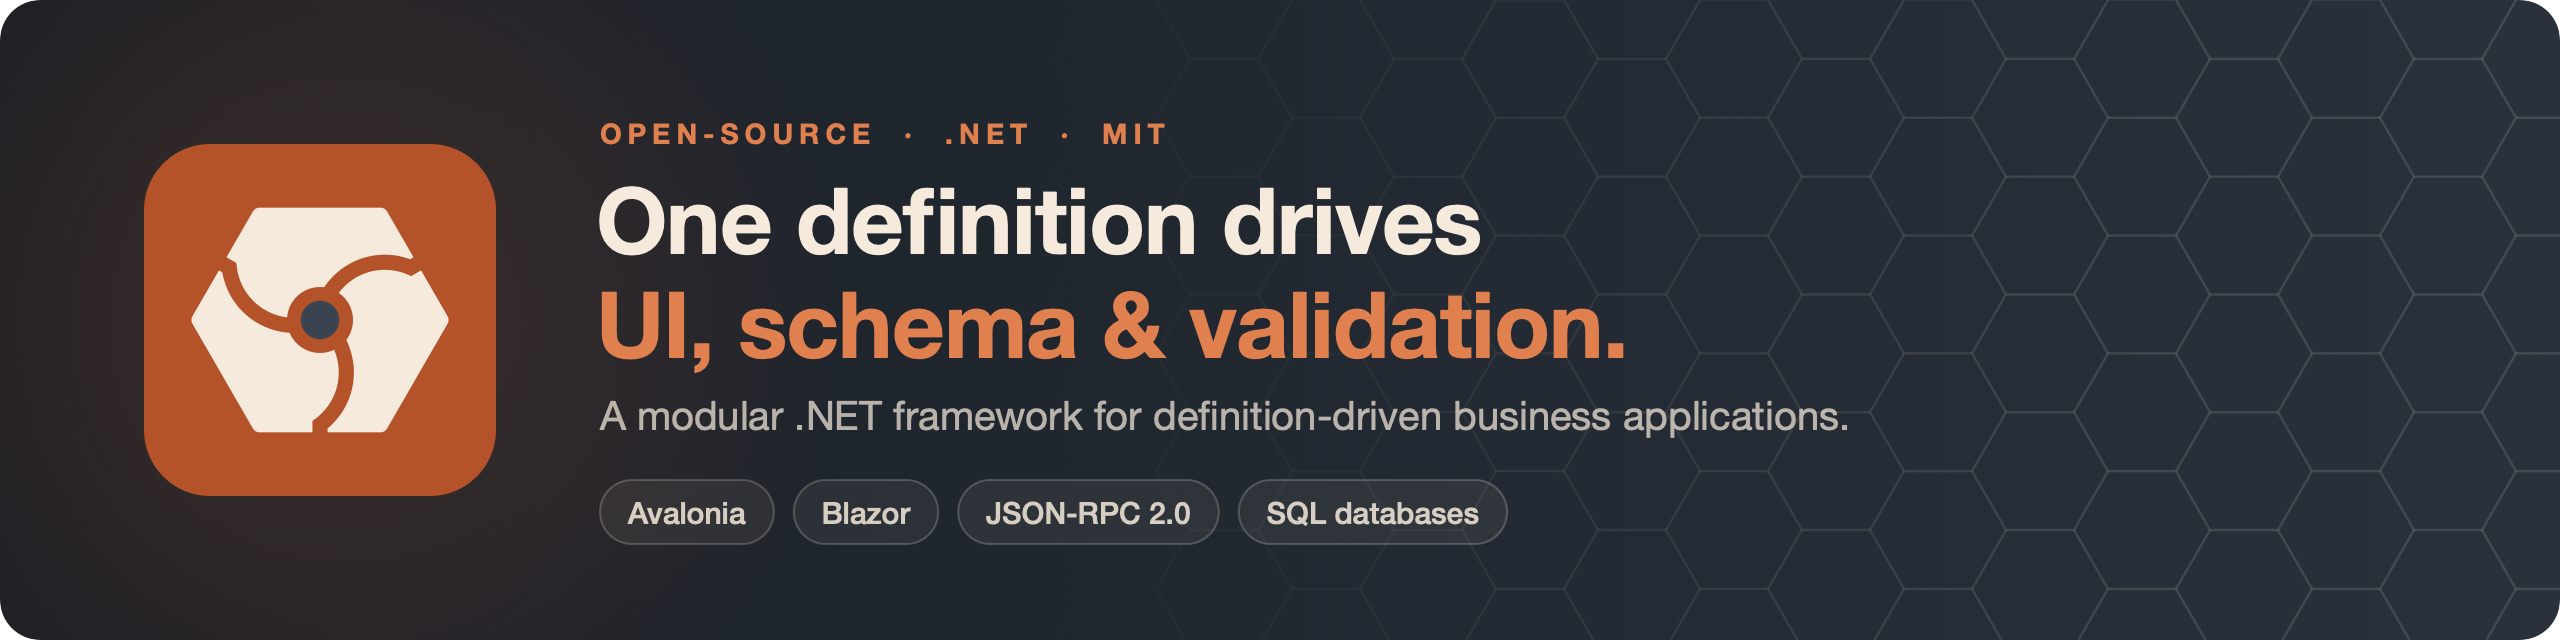 OPEN-SOURCE · .NET · MIT
One definition drives
UI, schema & validation.
A modular .NET framework for definition-driven business applications.
Avalonia Blazor JSON-RPC 2.0 SQL databases